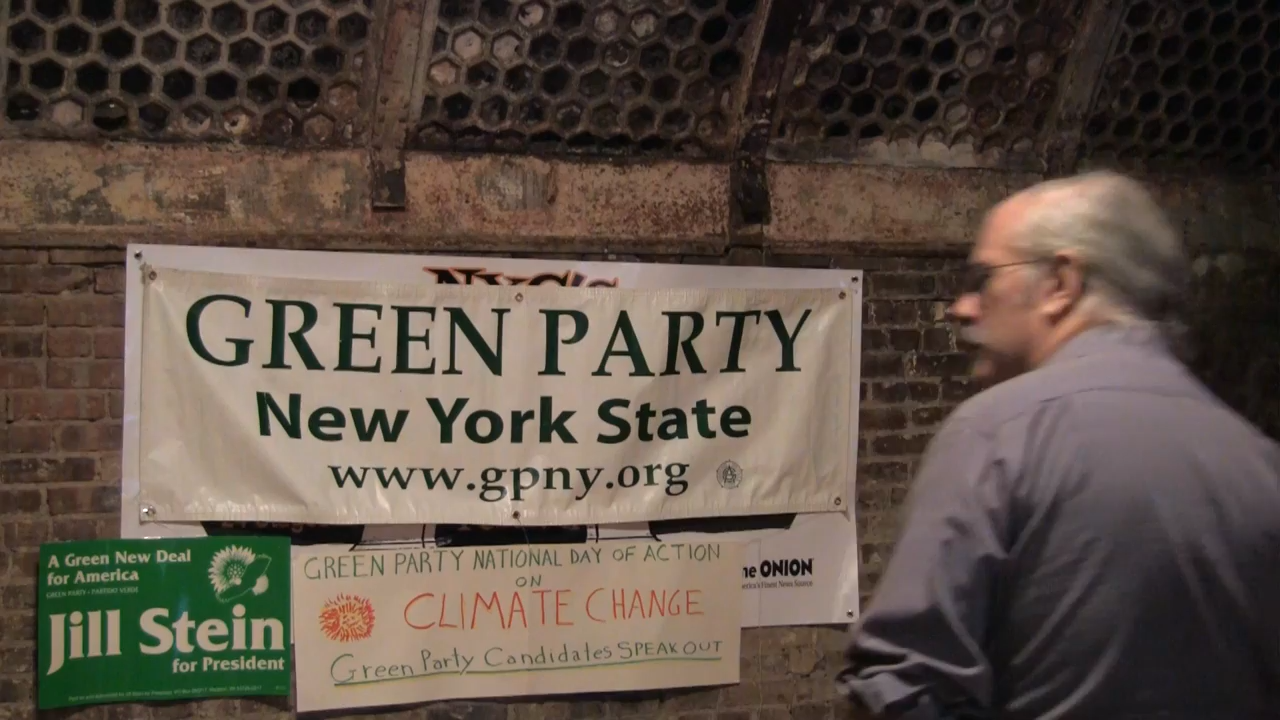 NYC's
GREEN PARTY
New York State
www.gpny.org
A Green New Deal
for America
GREEN PARTY • PARTIDO VERDE
Jill Stein
for President
GREEN PARTY NATIONAL DAY OF ACTION
ON
CLIMATE CHANGE
Green Party Candidates SPEAK OUT
he ONION
erica's Finest News Source